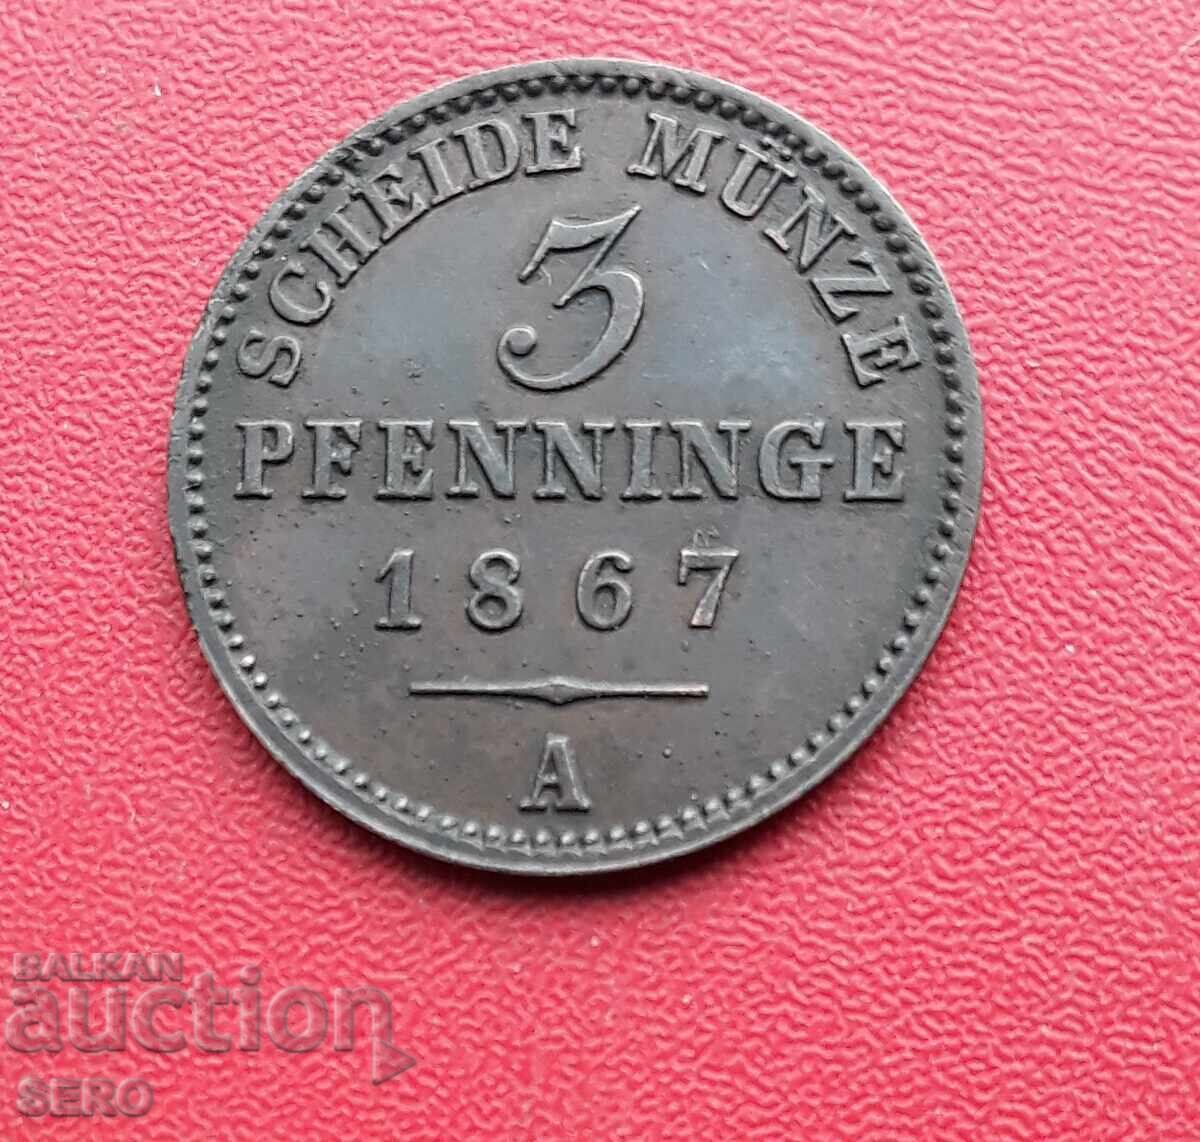 SCHEIDE MÜNZE
3
PFENNINGE
1867
A
BALKAN
auction
SERO